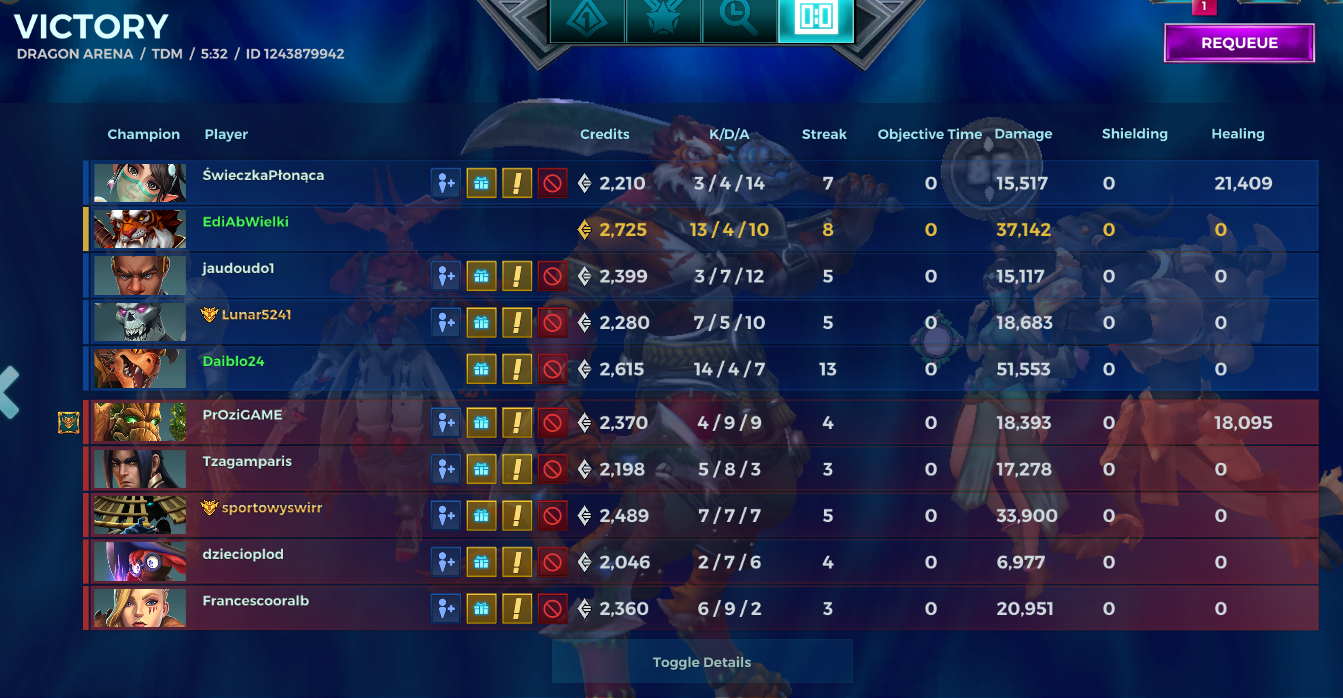 VICTORY
DRAGON ARENA / TDM / 5:32 / ID 1243879942
1
REQUEUE
Champion Player Credits K/D/A Streak Objective Time Damage Shielding Healing
ŚwieczkaPłonąca 2,210 3 / 4 / 14 7 0 15,517 0 21,409
EdiAbWielki 2,725 13 / 4 / 10 8 0 37,142 0 0
jaudoudo1 2,399 3 / 7 / 12 5 0 15,117 0 0
Lunar5241 2,280 7 / 5 / 10 5 0 18,683 0 0
Daiblo24 2,615 14 / 4 / 7 13 0 51,553 0 0
PrOziGAME 2,370 4 / 9 / 9 4 0 18,393 0 18,095
Tzagamparis 2,198 5 / 8 / 3 3 0 17,278 0 0
sportowyswirr 2,489 7 / 7 / 7 5 0 33,900 0 0
dziecioplod 2,046 2 / 7 / 6 4 0 6,977 0 0
Francescooralb 2,360 6 / 9 / 2 3 0 20,951 0 0
Toggle Details